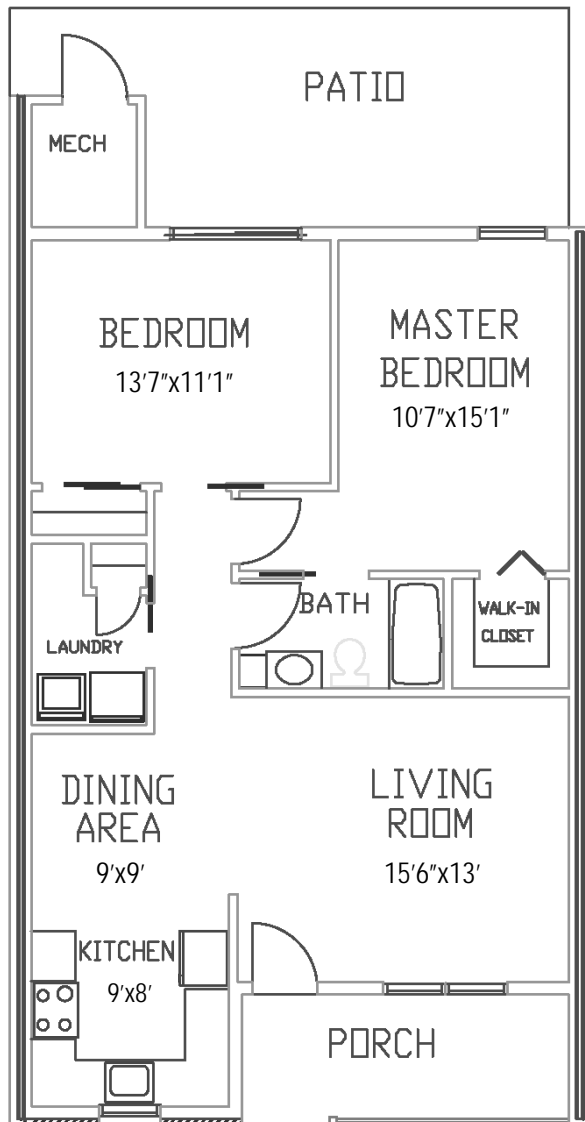 PATIO
MECH
BEDROOM
13'7"x11'1"
MASTER
BEDROOM
10'7"x15'1"
BATH
WALK-IN
CLOSET
LAUNDRY
DINING
AREA
9'x9'
LIVING
ROOM
15'6"x13'
KITCHEN
9'x8'
PORCH